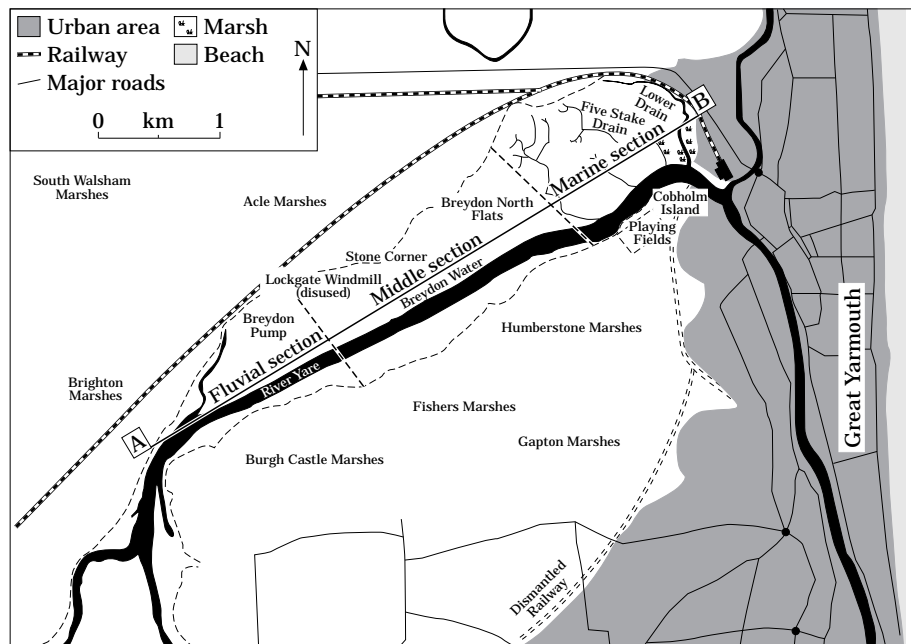 Urban area
Marsh
Railway
Beach
Major roads
N
0 km 1
Lower
Drain
B
Five Stake
Drain
Marine section
South Walsham
Marshes
Acle Marshes
Breydon North
Flats
Cobholm
Island
Playing
Fields
Stone Corner
Middle section
Lockgate Windmill
(disused)
Breydon Water
Breydon
Pump
Humberstone Marshes
Fluvial section
River Yare
Brighton
Marshes
Fishers Marshes
Great Yarmouth
A
Gapton Marshes
Burgh Castle Marshes
Dismantled
Railway